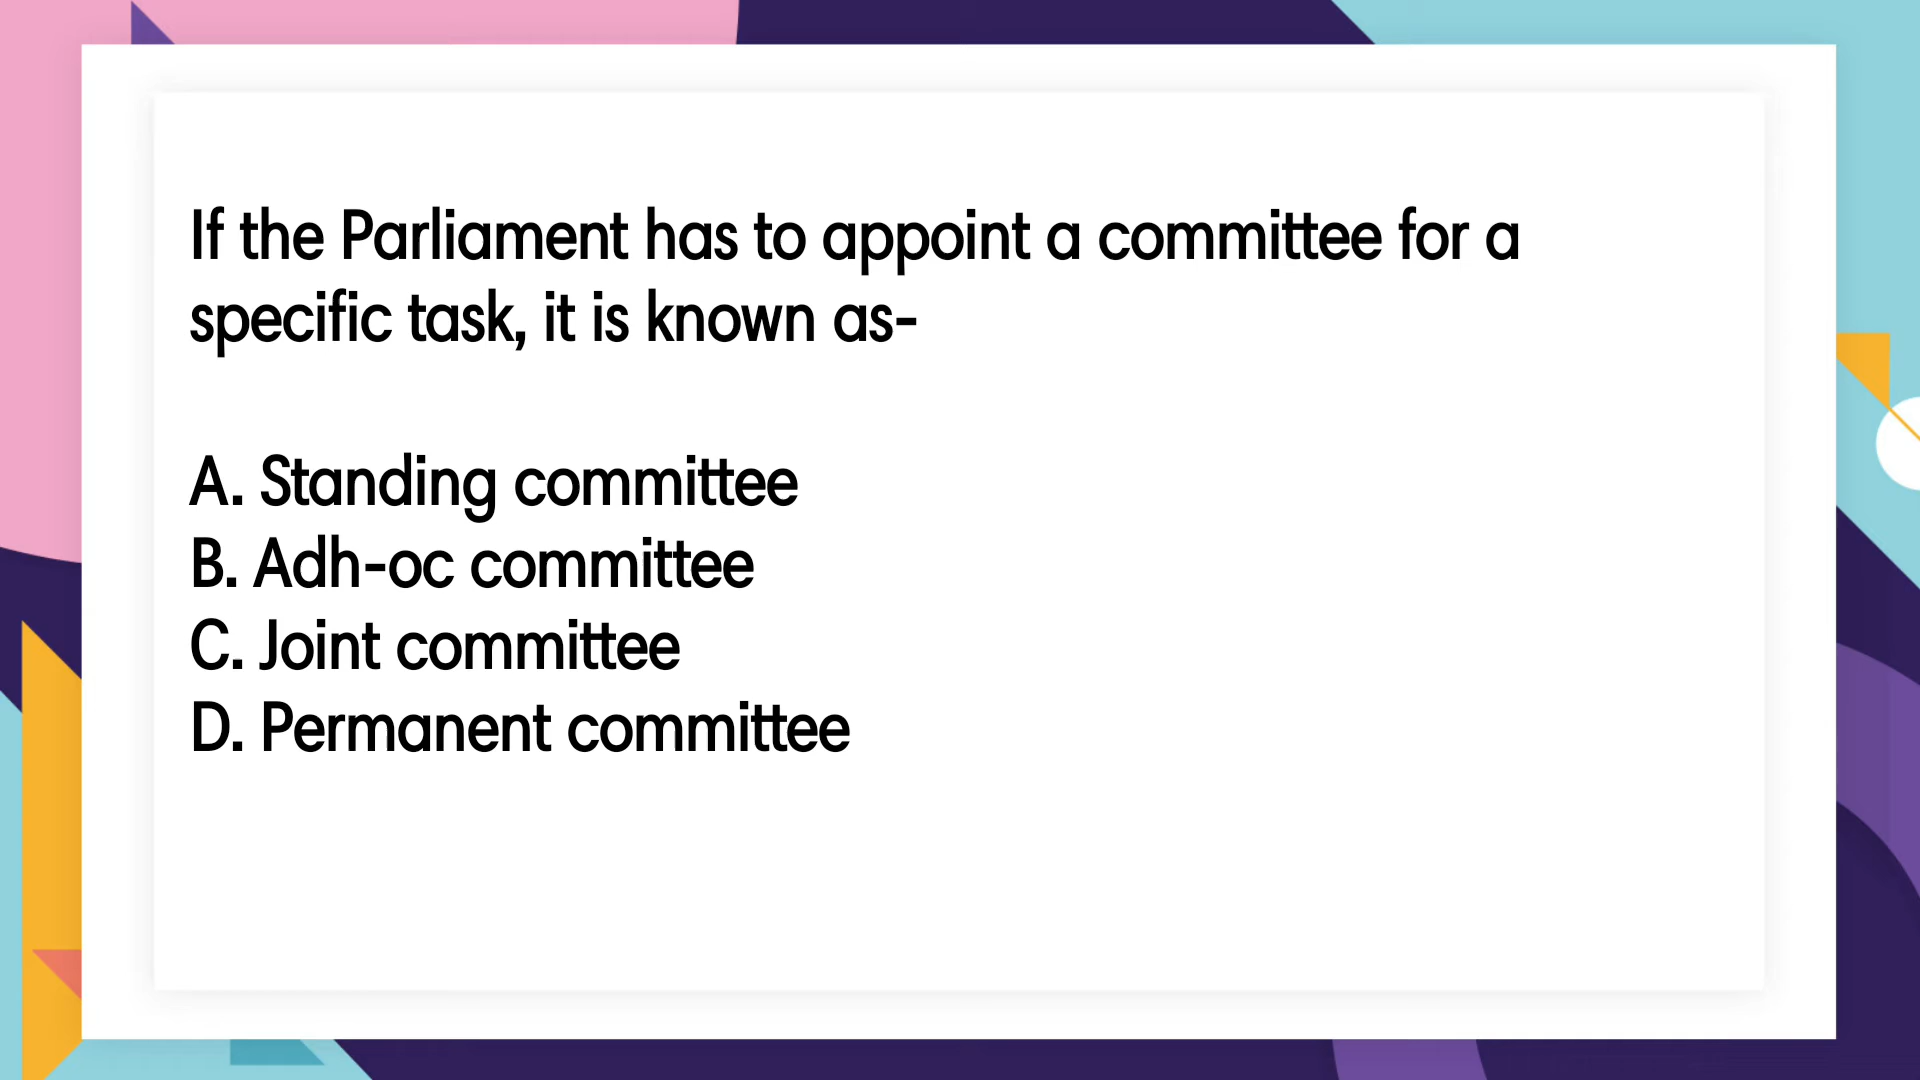 If the Parliament has to appoint a committee for a
specific task, it is known as-
A. Standing committee
B. Adh-oc committee
C. Joint committee
D. Permanent committee